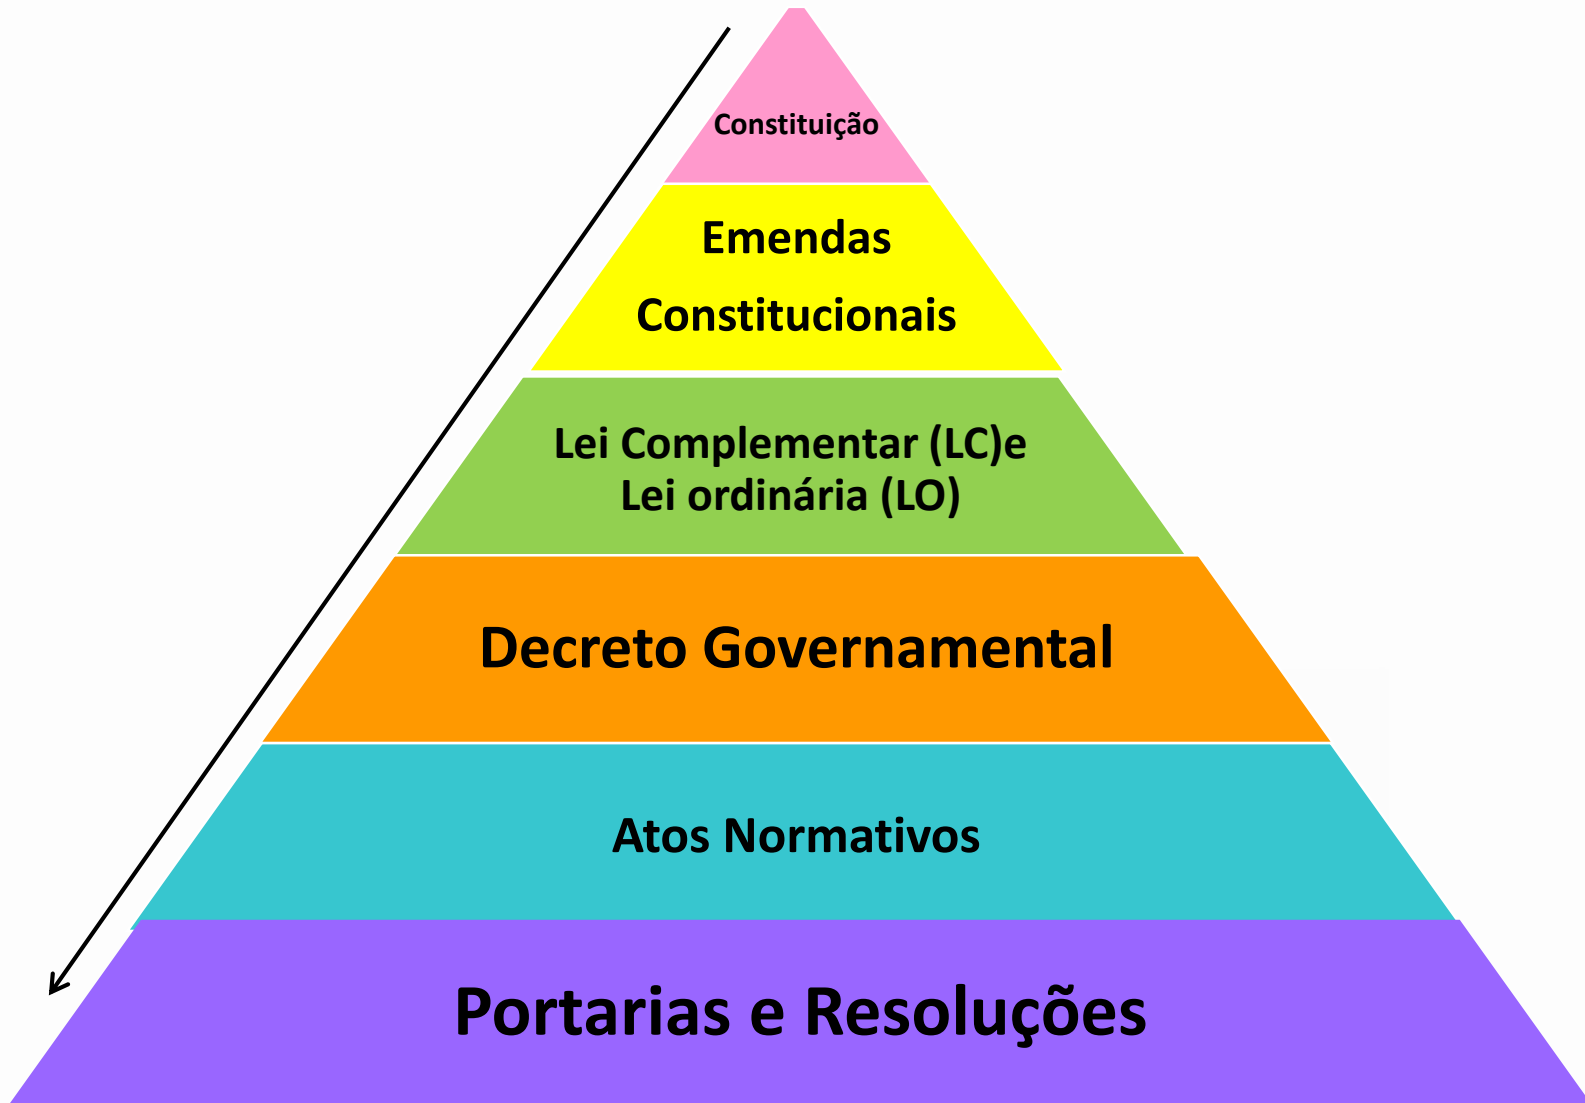 Constituição
Emendas
Constitucionais
Lei Complementar (LC)e
Lei ordinária (LO)
Decreto Governamental
Atos Normativos
Portarias e Resoluções